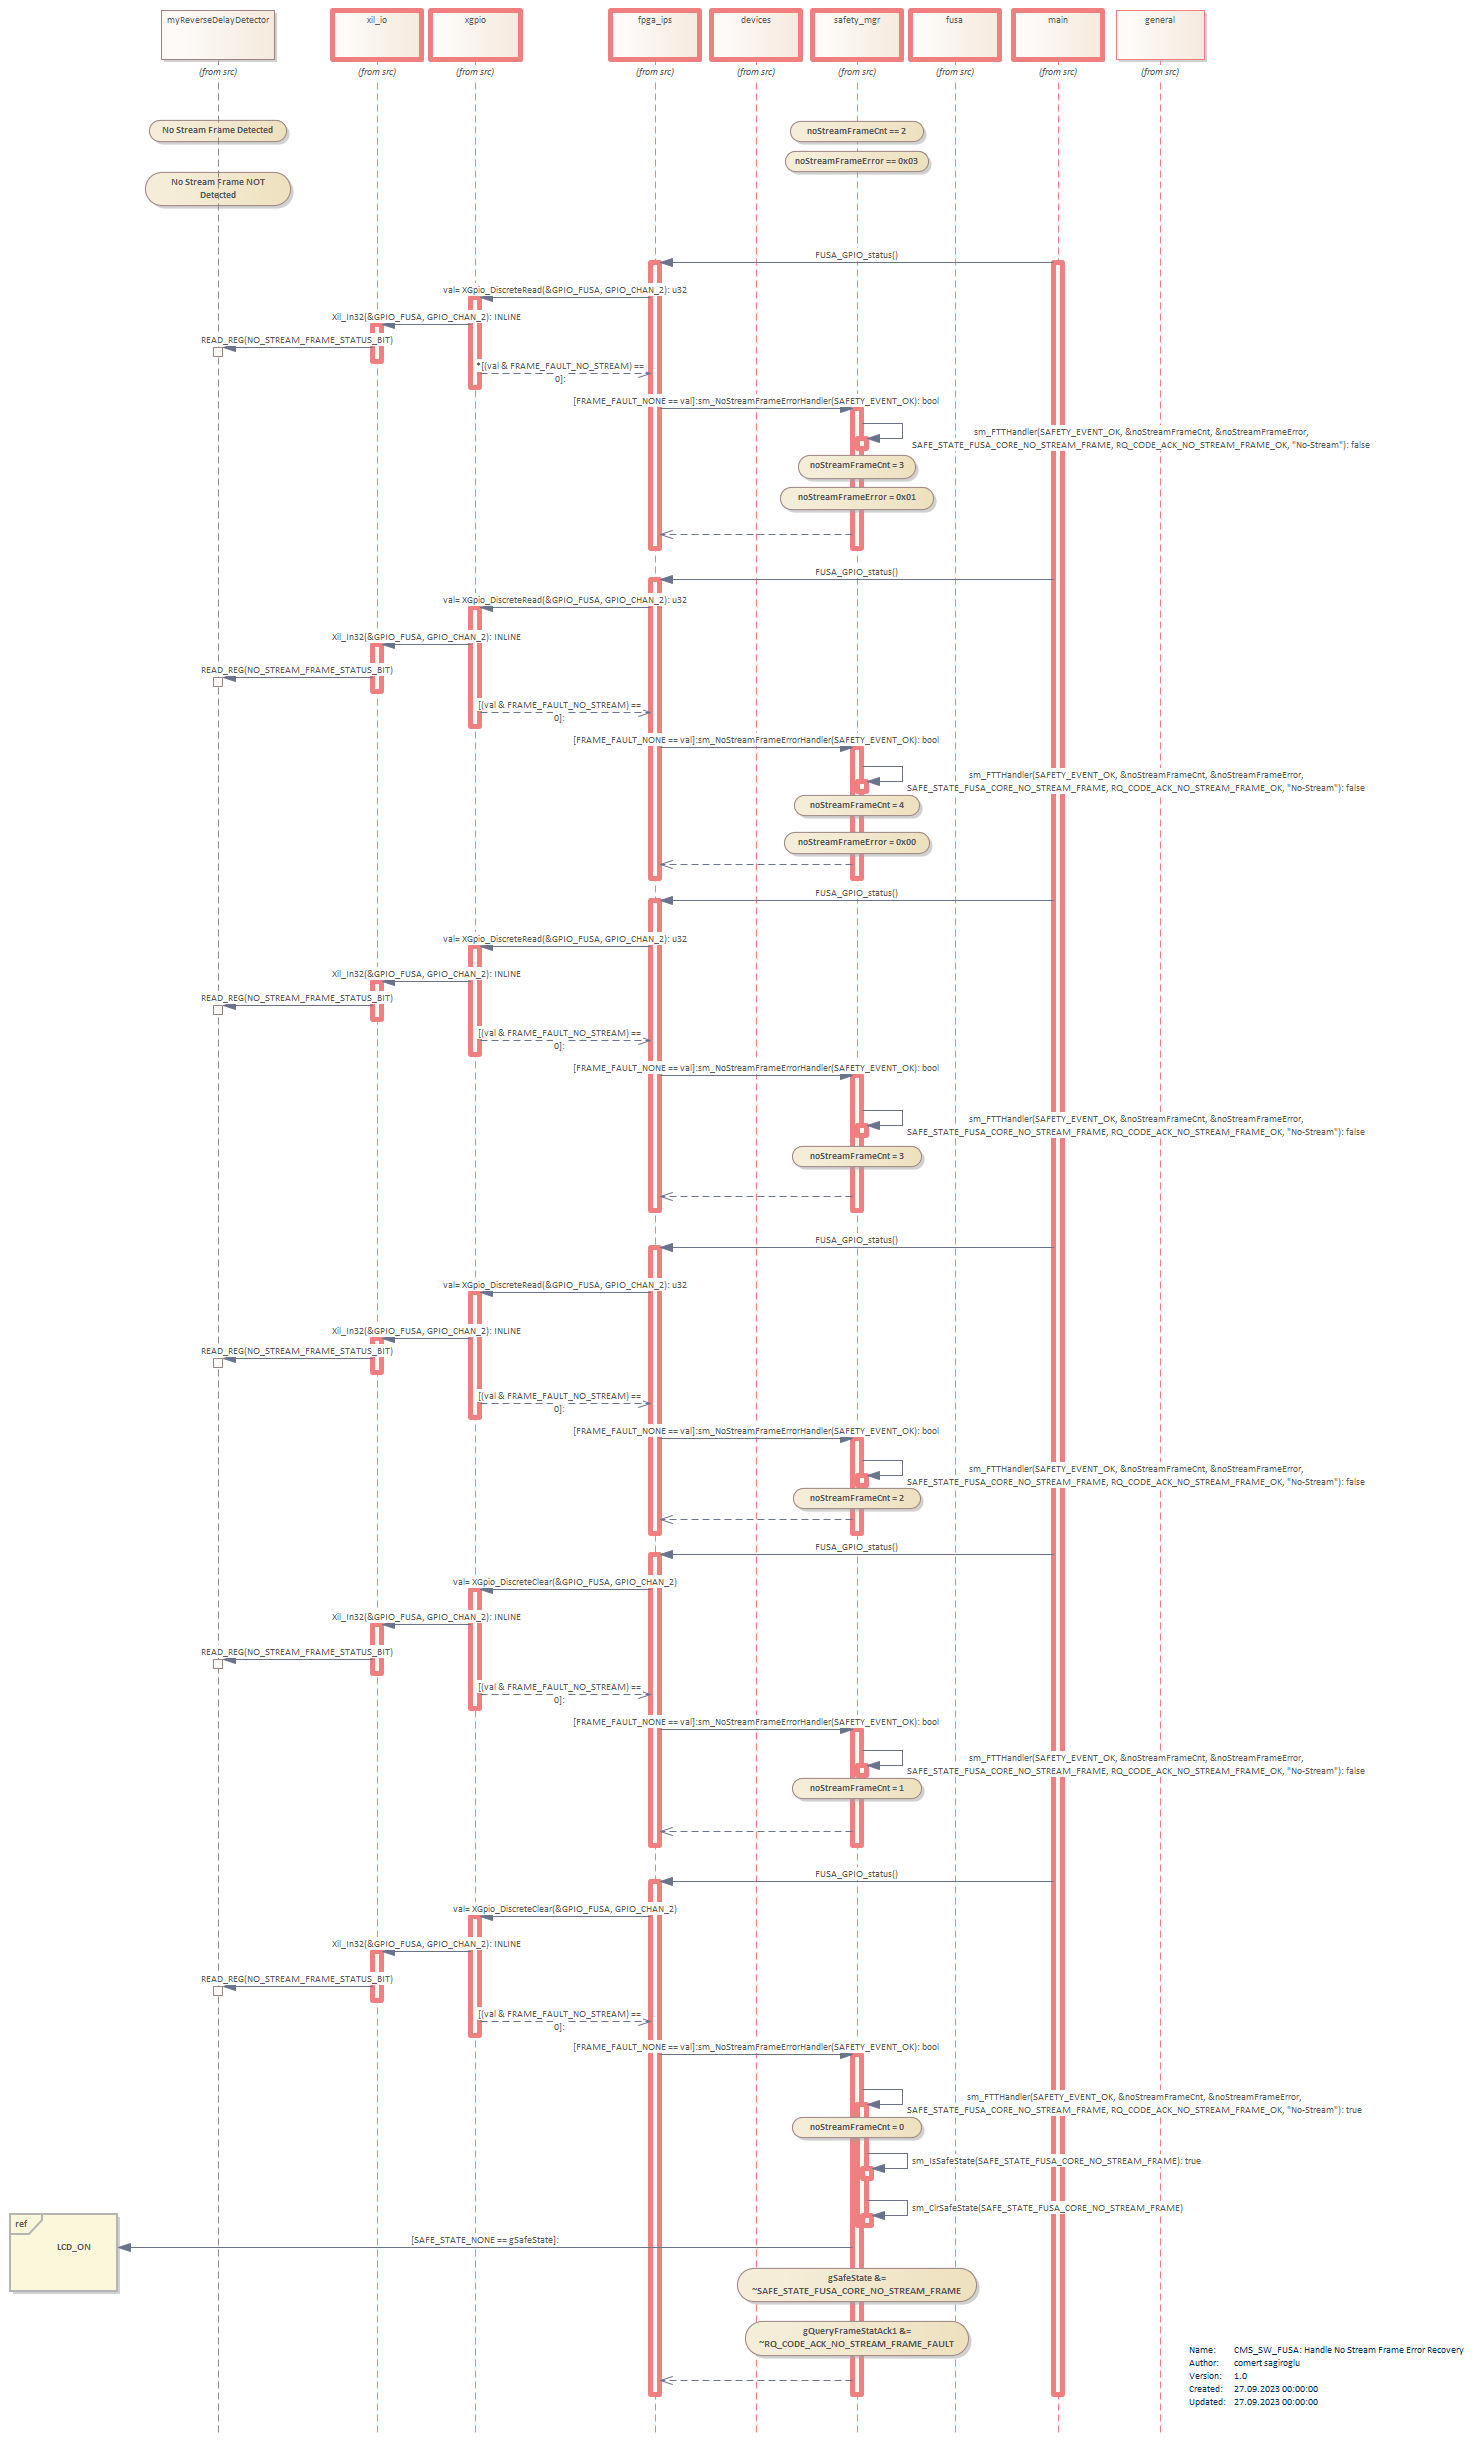 myReverseDelayDetector
xil_io
xgpio
fpga_ips
devices
safety_mgr
fusa
main
general
(from src)
(from src)
(from src)
(from src)
(from src)
(from src)
(from src)
(from src)
(from src)
No Stream Frame Detected
noStreamFrameCnt == 2
noStreamFrameError == 0x03
No Stream Frame NOT
Detected
FUSA_GPIO_status()
val= XGpio_DiscreteRead(&GPIO_FUSA, GPIO_CHAN_2): u32
Xil_In32(&GPIO_FUSA, GPIO_CHAN_2): INLINE
READ_REG(NO_STREAM_FRAME_STATUS_BIT)
*[(val & FRAME_FAULT_NO_STREAM) ==
0]:
[FRAME_FAULT_NONE == val]:sm_NoStreamFrameErrorHandler(SAFETY_EVENT_OK): bool
sm_FTTHandler(SAFETY_EVENT_OK, &noStreamFrameCnt, &noStreamFrameError,
SAFE_STATE_FUSA_CORE_NO_STREAM_FRAME, RQ_CODE_ACK_NO_STREAM_FRAME_OK, "No-Stream"): false
noStreamFrameCnt = 3
noStreamFrameError = 0x01
FUSA_GPIO_status()
val= XGpio_DiscreteRead(&GPIO_FUSA, GPIO_CHAN_2): u32
Xil_In32(&GPIO_FUSA, GPIO_CHAN_2): INLINE
READ_REG(NO_STREAM_FRAME_STATUS_BIT)
[(val & FRAME_FAULT_NO_STREAM) ==
0]:
[FRAME_FAULT_NONE == val]:sm_NoStreamFrameErrorHandler(SAFETY_EVENT_OK): bool
sm_FTTHandler(SAFETY_EVENT_OK, &noStreamFrameCnt, &noStreamFrameError,
SAFE_STATE_FUSA_CORE_NO_STREAM_FRAME, RQ_CODE_ACK_NO_STREAM_FRAME_OK, "No-Stream"): false
noStreamFrameCnt = 4
noStreamFrameError = 0x00
FUSA_GPIO_status()
val= XGpio_DiscreteRead(&GPIO_FUSA, GPIO_CHAN_2): u32
Xil_In32(&GPIO_FUSA, GPIO_CHAN_2): INLINE
READ_REG(NO_STREAM_FRAME_STATUS_BIT)
[(val & FRAME_FAULT_NO_STREAM) ==
0]:
[FRAME_FAULT_NONE == val]:sm_NoStreamFrameErrorHandler(SAFETY_EVENT_OK): bool
sm_FTTHandler(SAFETY_EVENT_OK, &noStreamFrameCnt, &noStreamFrameError,
SAFE_STATE_FUSA_CORE_NO_STREAM_FRAME, RQ_CODE_ACK_NO_STREAM_FRAME_OK, "No-Stream"): false
noStreamFrameCnt = 3
FUSA_GPIO_status()
val= XGpio_DiscreteRead(&GPIO_FUSA, GPIO_CHAN_2): u32
Xil_In32(&GPIO_FUSA, GPIO_CHAN_2): INLINE
READ_REG(NO_STREAM_FRAME_STATUS_BIT)
[(val & FRAME_FAULT_NO_STREAM) ==
0]:
[FRAME_FAULT_NONE == val]:sm_NoStreamFrameErrorHandler(SAFETY_EVENT_OK): bool
sm_FTTHandler(SAFETY_EVENT_OK, &noStreamFrameCnt, &noStreamFrameError,
SAFE_STATE_FUSA_CORE_NO_STREAM_FRAME, RQ_CODE_ACK_NO_STREAM_FRAME_OK, "No-Stream"): false
noStreamFrameCnt = 2
FUSA_GPIO_status()
val= XGpio_DiscreteClear(&GPIO_FUSA, GPIO_CHAN_2)
Xil_In32(&GPIO_FUSA, GPIO_CHAN_2): INLINE
READ_REG(NO_STREAM_FRAME_STATUS_BIT)
[(val & FRAME_FAULT_NO_STREAM) ==
0]:
[FRAME_FAULT_NONE == val]:sm_NoStreamFrameErrorHandler(SAFETY_EVENT_OK): bool
sm_FTTHandler(SAFETY_EVENT_OK, &noStreamFrameCnt, &noStreamFrameError,
SAFE_STATE_FUSA_CORE_NO_STREAM_FRAME, RQ_CODE_ACK_NO_STREAM_FRAME_OK, "No-Stream"): false
noStreamFrameCnt = 1
FUSA_GPIO_status()
val= XGpio_DiscreteClear(&GPIO_FUSA, GPIO_CHAN_2)
Xil_In32(&GPIO_FUSA, GPIO_CHAN_2): INLINE
READ_REG(NO_STREAM_FRAME_STATUS_BIT)
[(val & FRAME_FAULT_NO_STREAM) ==
0]:
[FRAME_FAULT_NONE == val]:sm_NoStreamFrameErrorHandler(SAFETY_EVENT_OK): bool
sm_FTTHandler(SAFETY_EVENT_OK, &noStreamFrameCnt, &noStreamFrameError,
SAFE_STATE_FUSA_CORE_NO_STREAM_FRAME, RQ_CODE_ACK_NO_STREAM_FRAME_OK, "No-Stream"): true
noStreamFrameCnt = 0
sm_IsSafeState(SAFE_STATE_FUSA_CORE_NO_STREAM_FRAME): true
sm_ClrSafeState(SAFE_STATE_FUSA_CORE_NO_STREAM_FRAME)
ref
LCD_ON
[SAFE_STATE_NONE == gSafeState]:
gSafeState &=
~SAFE_STATE_FUSA_CORE_NO_STREAM_FRAME
gQueryFrameStatAck1 &=
~RQ_CODE_ACK_NO_STREAM_FRAME_FAULT
Name: CMS_SW_FUSA: Handle No Stream Frame Error Recovery
Author: comert sagiroglu
Version: 1.0
Created: 27.09.2023 00:00:00
Updated: 27.09.2023 00:00:00